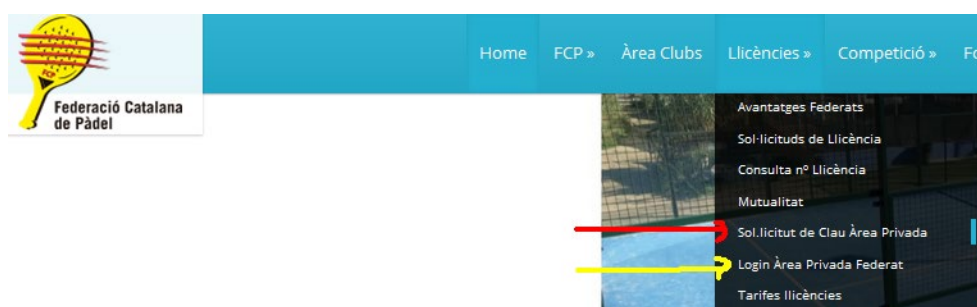 FCP
Federació Catalana
de Pàdel
Home FCP » Àrea Clubs Llicències » Competició »
Avantatges Federats
Sol·licituds de Llicència
Consulta nº Llicència
Mutualitat
Sol.licitut de Clau Àrea Privada
Login Àrea Privada Federat
Tarifes llicències